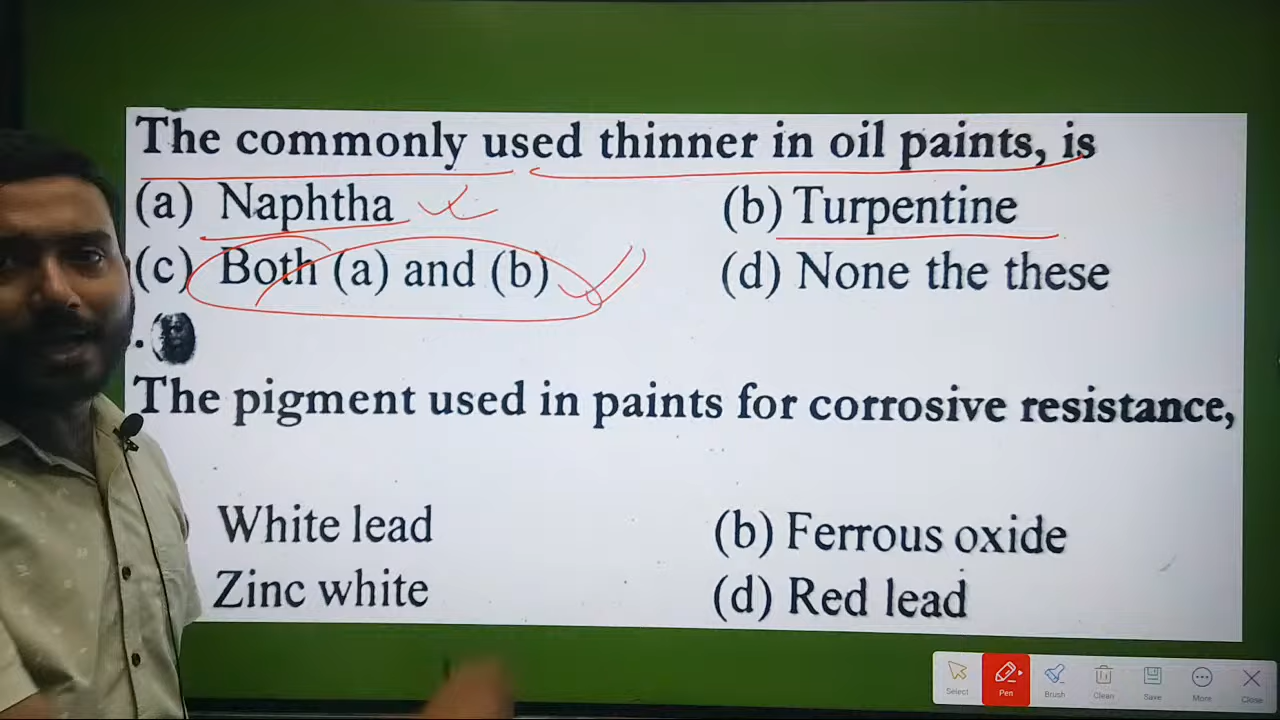 The commonly used thinner in oil paints, is
(a) Naphtha (b) Turpentine
(c) Both (a) and (b) (d) None the these
The pigment used in paints for corrosive resistance,
White lead (b) Ferrous oxide
Zinc white (d) Red lead
Select Pen Brush Clean Save More Close